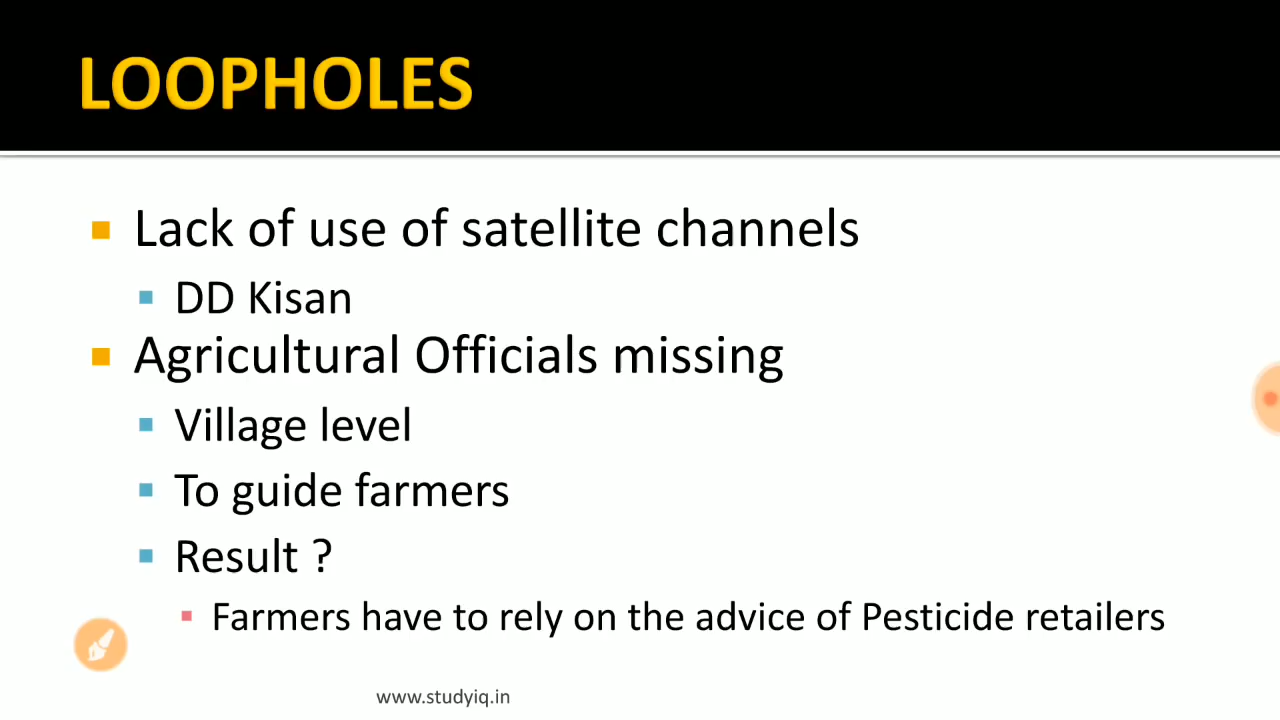 LOOPHOLES
Lack of use of satellite channels
DD Kisan
Agricultural Officials missing
Village level
To guide farmers
Result ?
Farmers have to rely on the advice of Pesticide retailers
www.studyiq.in